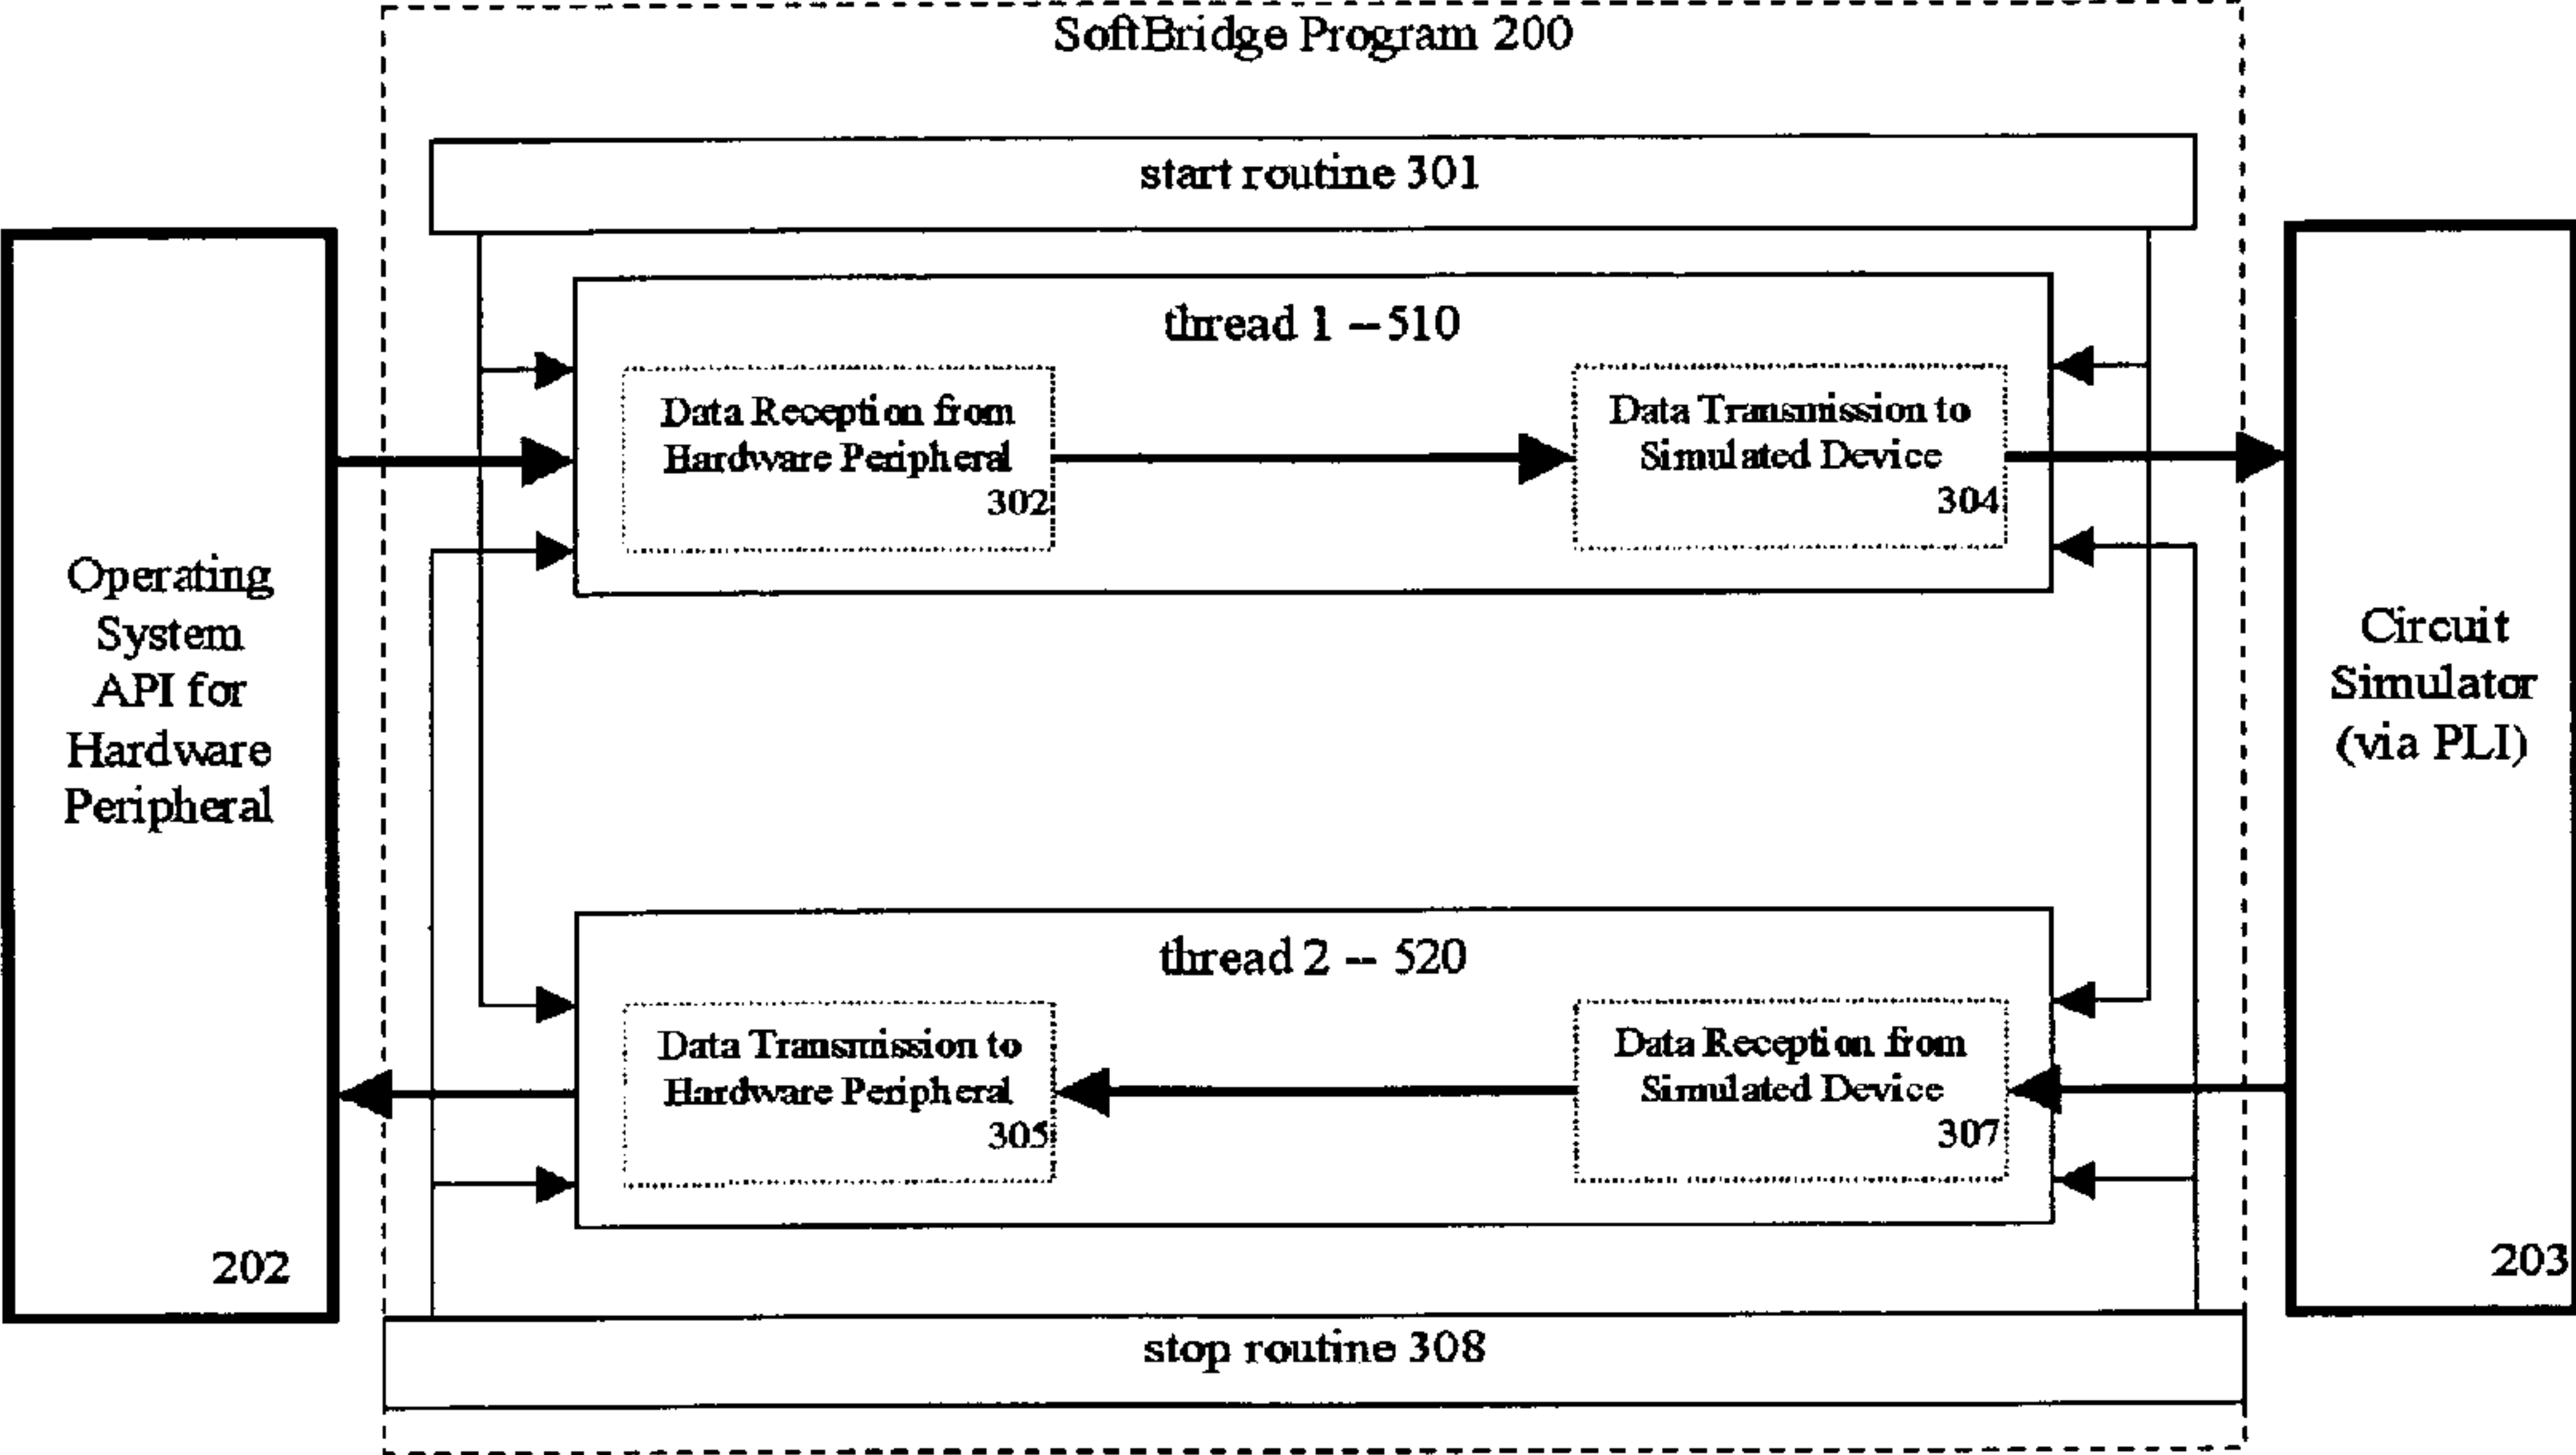 SoftBridge Program 200
start routine 301
thread 1 -- 510
Data Reception from
Hardware Peripheral
302
Data Transmission to
Simulated Device
304
Operating
System
API for
Hardware
Peripheral
202
Circuit
Simulator
(via PLI)
203
thread 2 -- 520
Data Transmission to
Hardware Peripheral
305
Data Reception from
Simulated Device
307
stop routine 308